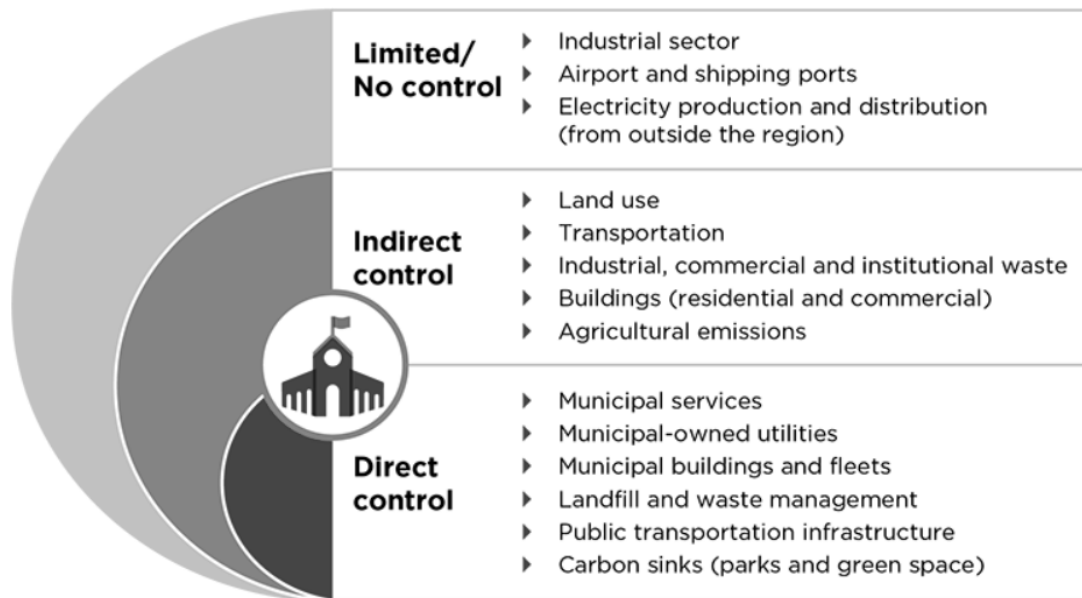 Limited/
No control
Industrial sector
Airport and shipping ports
Electricity production and distribution
(from outside the region)
Indirect
control
Land use
Transportation
Industrial, commercial and institutional waste
Buildings (residential and commercial)
Agricultural emissions
Direct
control
Municipal services
Municipal-owned utilities
Municipal buildings and fleets
Landfill and waste management
Public transportation infrastructure
Carbon sinks (parks and green space)